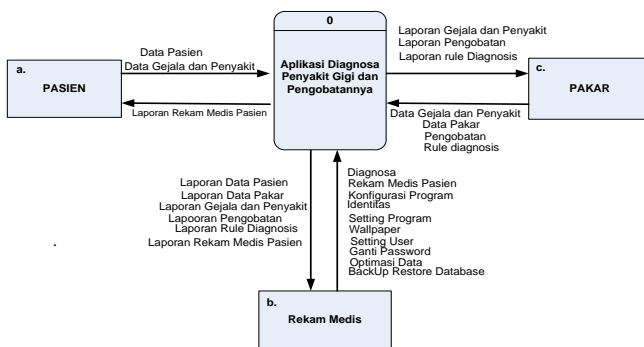 0
Aplikasi Diagnosa
Penyakit Gigi dan
Pengobatannya
a.
PASIEN
Data Pasien
Data Gejala dan Penyakit
Laporan Rekam Medis Pasien
Laporan Gejala dan Penyakit
Laporan Pengobatan
Laporan rule Diagnosis
c.
PAKAR
Data Gejala dan Penyakit
Data Pakar
Pengobatan
Rule diagnosis
Laporan Data Pasien
Laporan Data Pakar
Laporan Gejala dan Penyakit
Lapooran Pengobatan
Laporan Rule Diagnosis
Laporan Rekam Medis Pasien
Diagnosa
Rekam Medis Pasien
Konfigurasi Program
Identitas
Setting Program
Wallpaper
Setting User
Ganti Password
Optimasi Data
BackUp Restore Database
.
b.
Rekam Medis